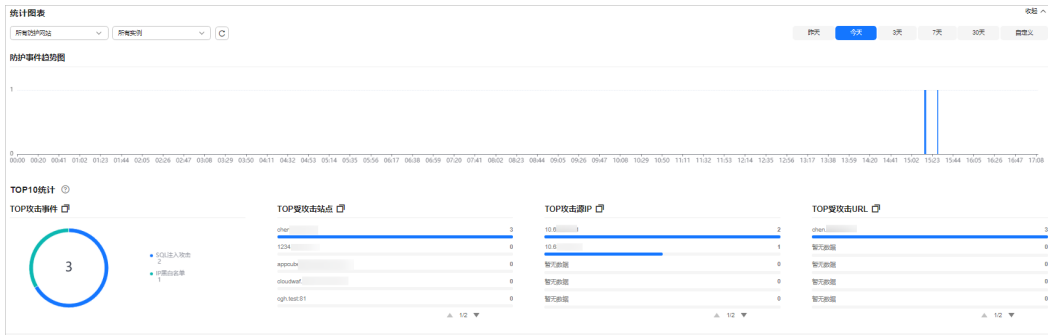 统计图表 收起
所有防护网站 所有实例 昨天 今天 3天 7天 30天 自定义
防护事件趋势图
1
0
00:00 00:20 00:41 01:02 01:23 01:44 02:05 02:26 02:47 03:08 03:29 03:50 04:11 04:32 04:53 05:14 05:35 05:56 06:17 06:38 06:59 07:20 07:41 08:02 08:23 08:44 09:05 09:26 09:47 10:08 10:29 10:50 11:11 11:32 11:53 12:14 12:35 12:56 13:17 13:38 13:59 14:20 14:41 15:02 15:23 15:44 16:05 16:26 16:47 17:08
TOP10统计
TOP攻击事件 TOP受攻击站点 TOP攻击源IP TOP受攻击URL
3
SQL注入攻击
2
IP黑白名单
1
chen 3
1234 0
appcube 0
cloudwaf 0
cgh.test:81 0
1/2
10.6 2
10.6 1
暂无数据 0
暂无数据 0
暂无数据 0
1/2
chen. 3
暂无数据 0
暂无数据 0
暂无数据 0
暂无数据 0
1/2